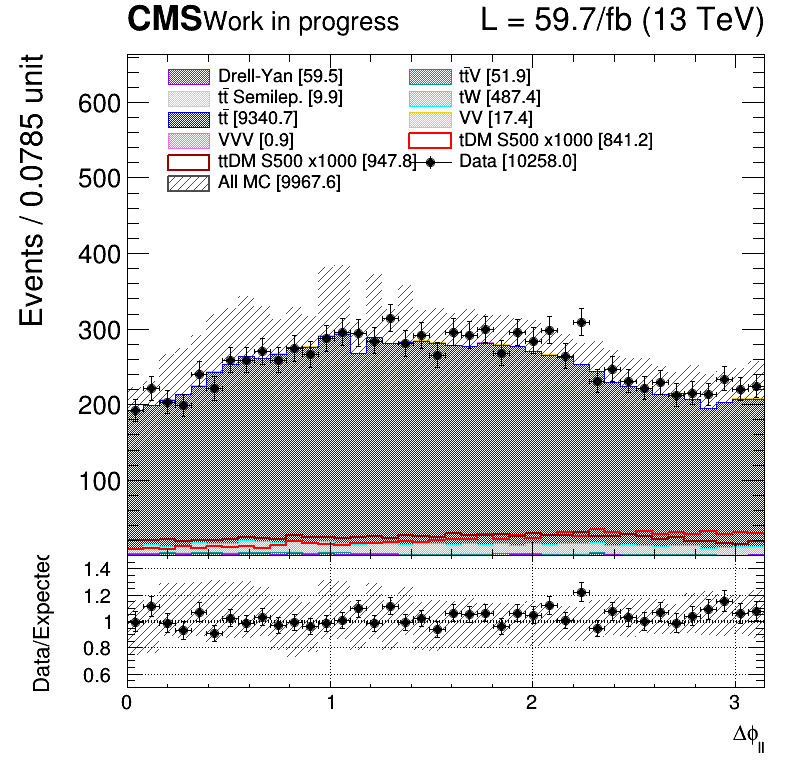 CMS Work in progress L = 59.7/fb (13 TeV)
Drell-Yan [59.5] tt̄V [51.9]
tt̄ Semilep. [9.9] tW [487.4]
tt̄ [9340.7] VV [17.4]
VVV [0.9] tDM S500 x1000 [841.2]
ttDM S500 x1000 [947.8] Data [10258.0]
All MC [9967.6]
Events / 0.0785 unit
600
500
400
300
200
100
Data/Expected
1.4
1.2
1
0.8
0.6
0 1 2 3
Δϕll